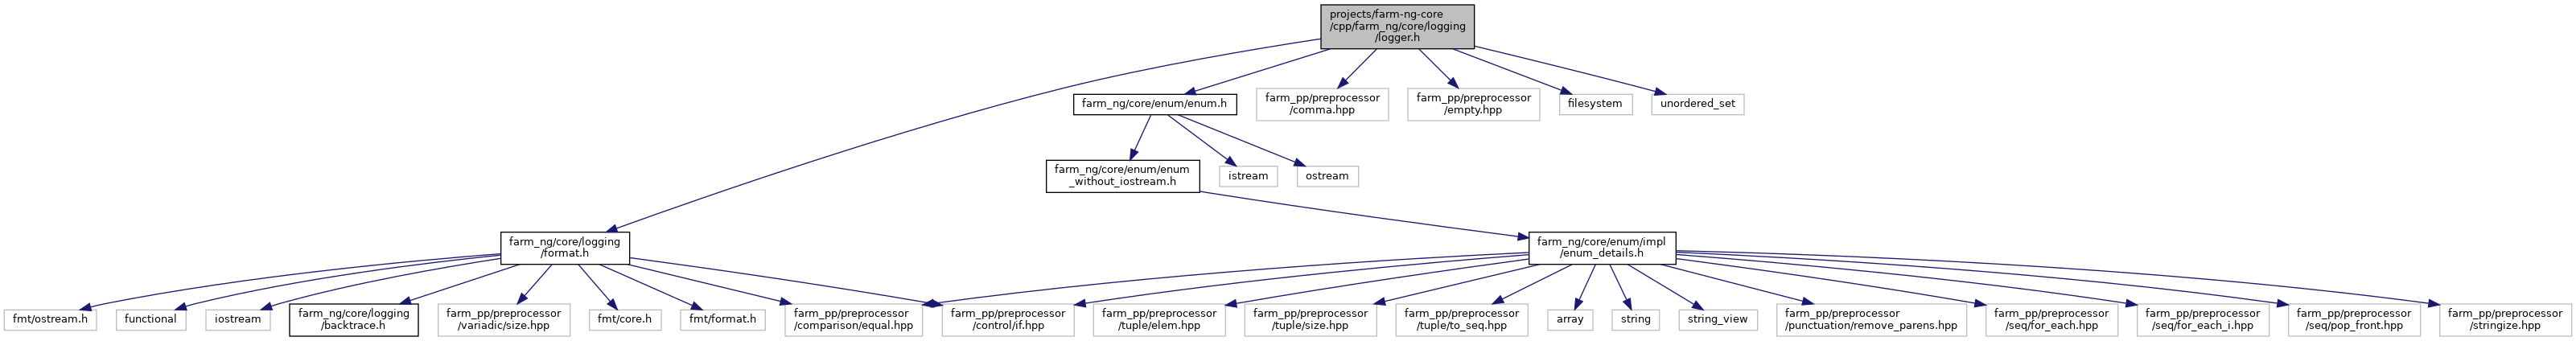 projects/farm-ng-core
/cpp/farm_ng/core/logging
/logger.h
farm_ng/core/enum/enum.h
farm_pp/preprocessor
/comma.hpp
farm_pp/preprocessor
/empty.hpp
filesystem
unordered_set
farm_ng/core/enum/enum
_without_iostream.h
istream
ostream
farm_ng/core/logging
/format.h
farm_ng/core/enum/impl
/enum_details.h
fmt/ostream.h
functional
iostream
farm_ng/core/logging
/backtrace.h
farm_pp/preprocessor
/variadic/size.hpp
fmt/core.h
fmt/format.h
farm_pp/preprocessor
/comparison/equal.hpp
farm_pp/preprocessor
/control/if.hpp
farm_pp/preprocessor
/tuple/elem.hpp
farm_pp/preprocessor
/tuple/size.hpp
farm_pp/preprocessor
/tuple/to_seq.hpp
array
string
string_view
farm_pp/preprocessor
/punctuation/remove_parens.hpp
farm_pp/preprocessor
/seq/for_each.hpp
farm_pp/preprocessor
/seq/for_each_i.hpp
farm_pp/preprocessor
/seq/pop_front.hpp
farm_pp/preprocessor
/stringize.hpp